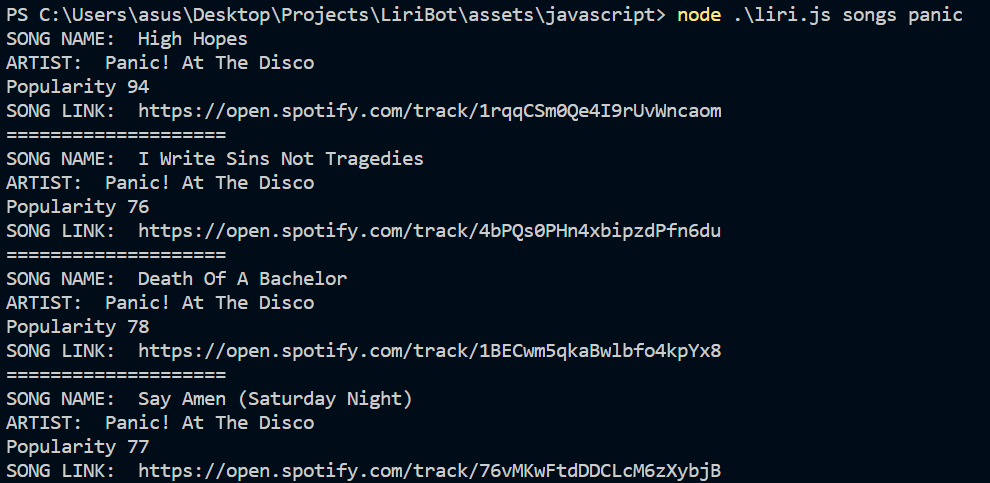 PS C:\Users\asus\Desktop\Projects\LiriBot\assets\javascript> node .\liri.js songs panic
SONG NAME:  High Hopes
ARTIST:  Panic! At The Disco
Popularity 94
SONG LINK:  https://open.spotify.com/track/1rqqCSm0Qe4I9rUvWncaom
====================
SONG NAME:  I Write Sins Not Tragedies
ARTIST:  Panic! At The Disco
Popularity 76
SONG LINK:  https://open.spotify.com/track/4bPQs0PHn4xbipzdPfn6du
====================
SONG NAME:  Death Of A Bachelor
ARTIST:  Panic! At The Disco
Popularity 78
SONG LINK:  https://open.spotify.com/track/1BECwm5qkaBwlbfo4kpYx8
====================
SONG NAME:  Say Amen (Saturday Night)
ARTIST:  Panic! At The Disco
Popularity 77
SONG LINK:  https://open.spotify.com/track/76vMKwFtdDDCLcM6zXybjB